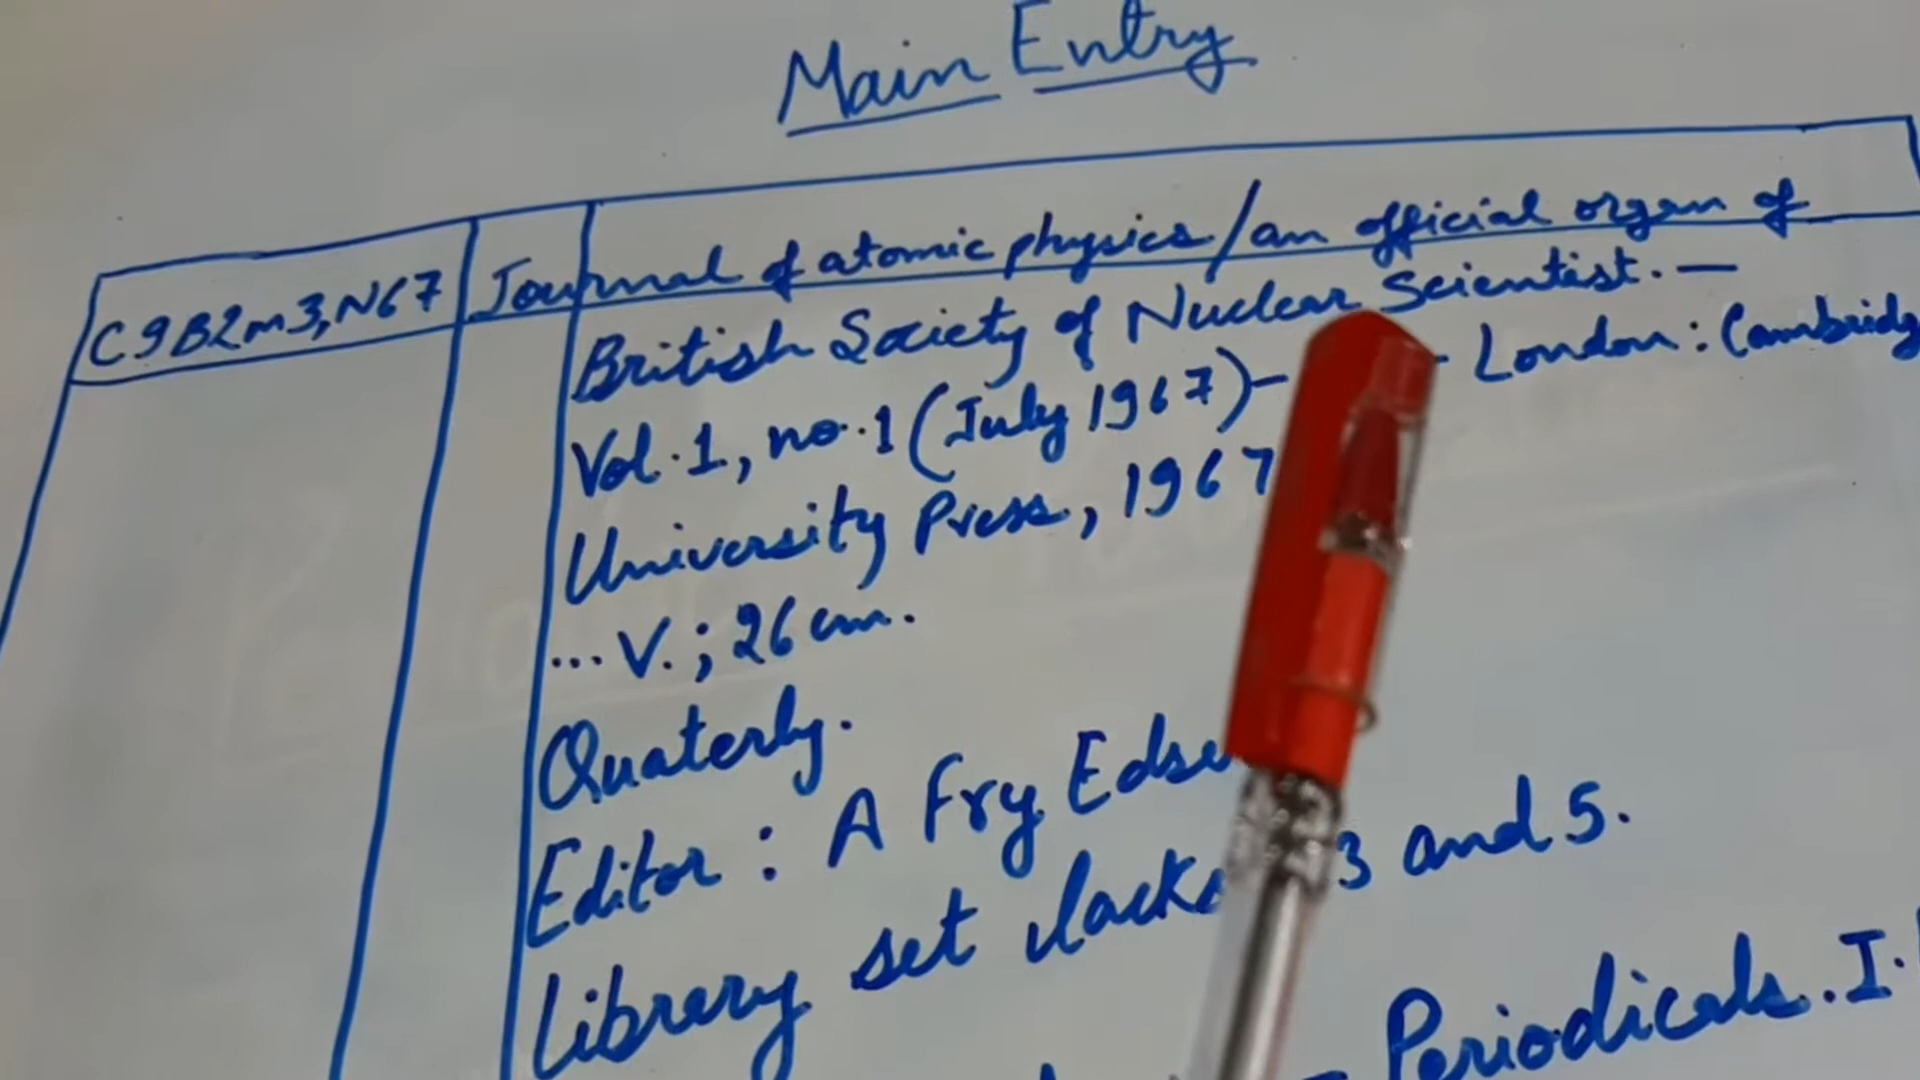 Main Entry
C9B2m3,N67 Journal of atomic physics / an official organ of
British Society of Nuclear Scientist. —
Vol. 1, no. 1 (July 1967)— - London : Cambridg
University Press, 1967
... V. ; 26 cm.
Quaterly.
Editor : A Fry
Library set lacks 3 and 5.
- Periodicals. I.